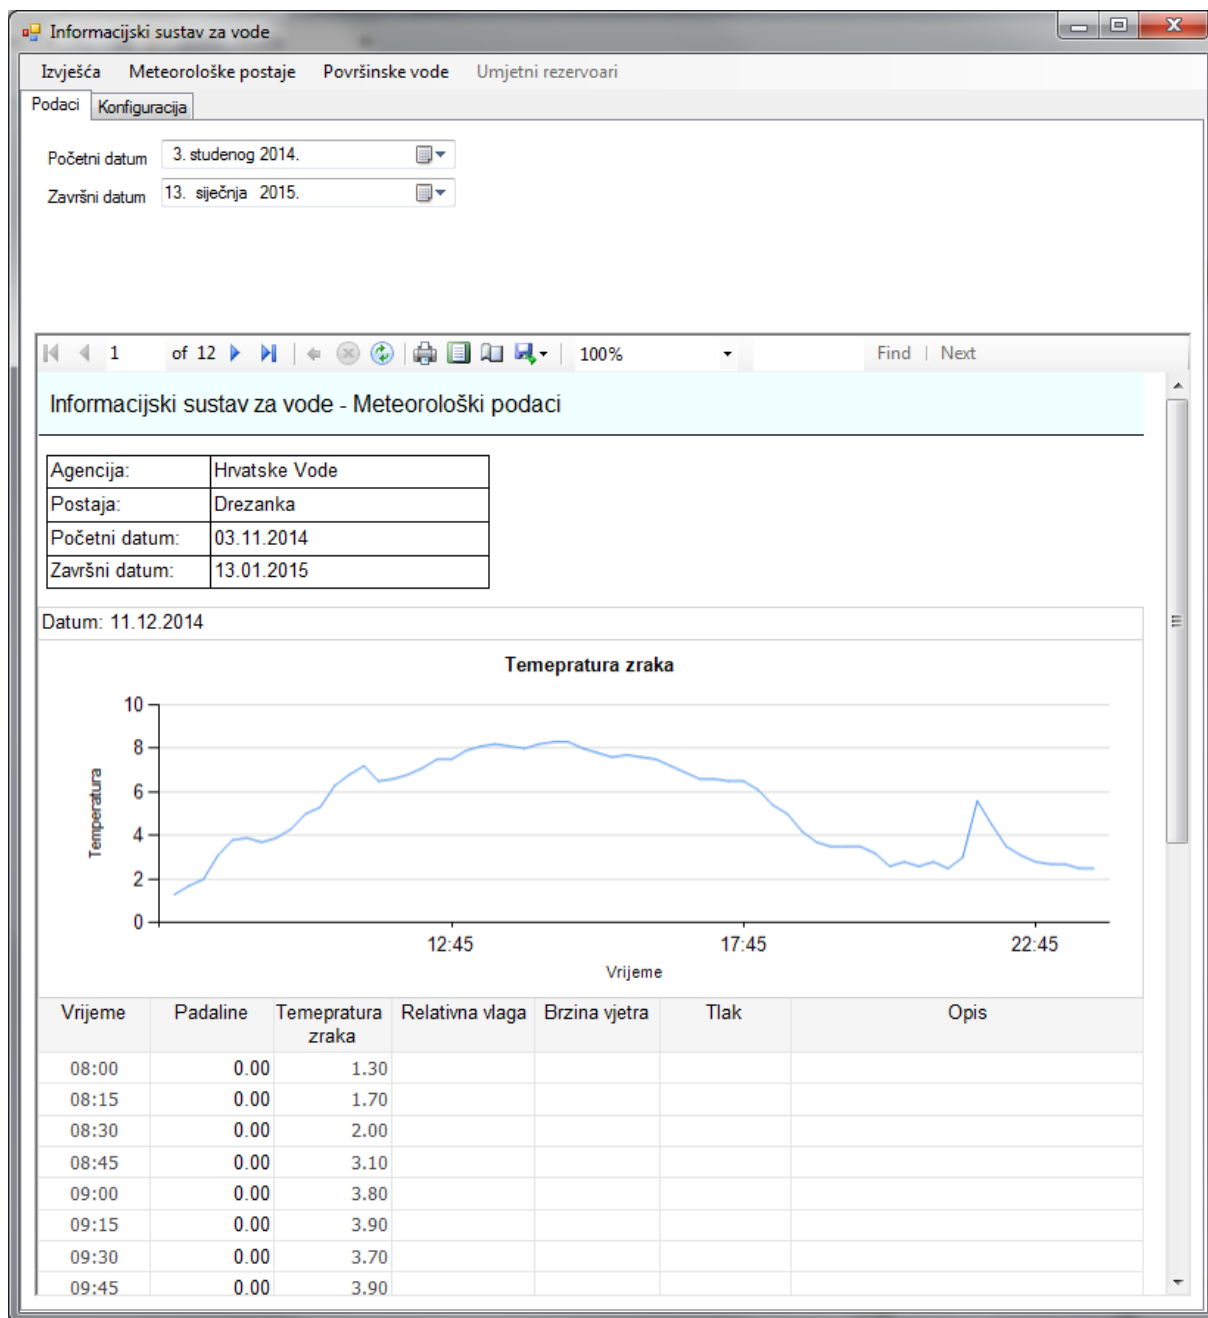 Informacijski sustav za vode
Izvješća Meteorološke postaje Površinske vode Umjetni rezervoari
Podaci Konfiguracija
Početni datum 3. studenog 2014.
Završni datum 13. siječnja 2015.
1 of 12 100% Find | Next
Informacijski sustav za vode - Meteorološki podaci
Agencija: Hrvatske Vode
Postaja: Drezanka
Početni datum: 03.11.2014
Završni datum: 13.01.2015
Datum: 11.12.2014
Temepratura zraka
10
8
6
4
2
0
Temperatura
12:45 17:45 22:45
Vrijeme
Vrijeme Padaline Temepratura Relativna vlaga Brzina vjetra Tlak Opis
zraka
08:00 0.00 1.30
08:15 0.00 1.70
08:30 0.00 2.00
08:45 0.00 3.10
09:00 0.00 3.80
09:15 0.00 3.90
09:30 0.00 3.70
09:45 0.00 3.90